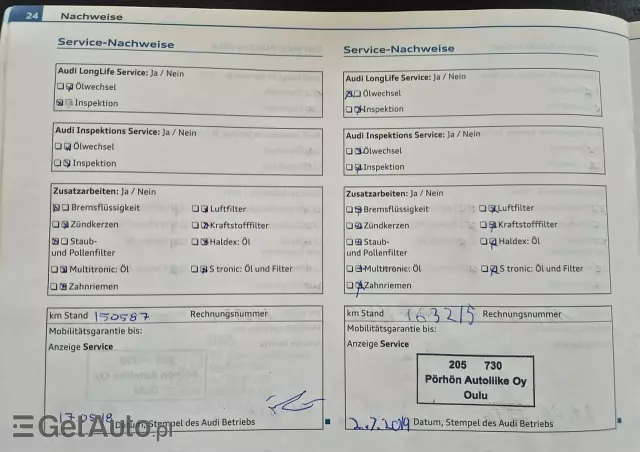 24 Nachweise
Service-Nachweise
Audi LongLife Service: Ja / Nein
Ölwechsel
Inspektion
Audi Inspektions Service: Ja / Nein
Ölwechsel
Inspektion
Zusatzarbeiten: Ja / Nein
Bremsflüssigkeit Luftfilter
Zündkerzen Kraftstofffilter
Staub- Haldex: Öl
und Pollenfilter
Multitronic: Öl S tronic: Öl und Filter
Zahnriemen
km Stand 150587 Rechnungsnummer
Mobilitätsgarantie bis:
Anzeige Service
Datum, Stempel des Audi Betriebs
Service-Nachweise
Audi LongLife Service: Ja / Nein
Ölwechsel
Inspektion
Audi Inspektions Service: Ja / Nein
Ölwechsel
Inspektion
Zusatzarbeiten: Ja / Nein
Bremsflüssigkeit Luftfilter
Zündkerzen Kraftstofffilter
Staub- Haldex: Öl
und Pollenfilter
Multitronic: Öl S tronic: Öl und Filter
Zahnriemen
km Stand 163215 Rechnungsnummer
Mobilitätsgarantie bis:
Anzeige Service
205 730
Pörhön Autoliike Oy
Oulu
2.7.2019 Datum, Stempel des Audi Betriebs
GetAuto.pl